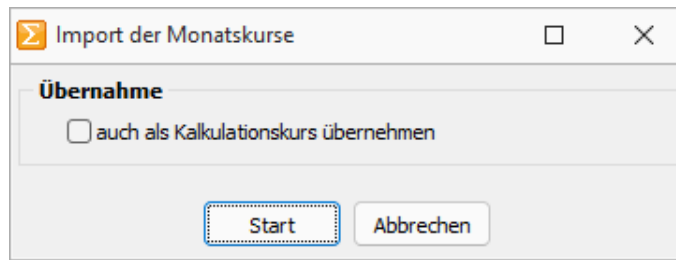 Import der Monatskurse
Übernahme
auch als Kalkulationskurs übernehmen
Start Abbrechen